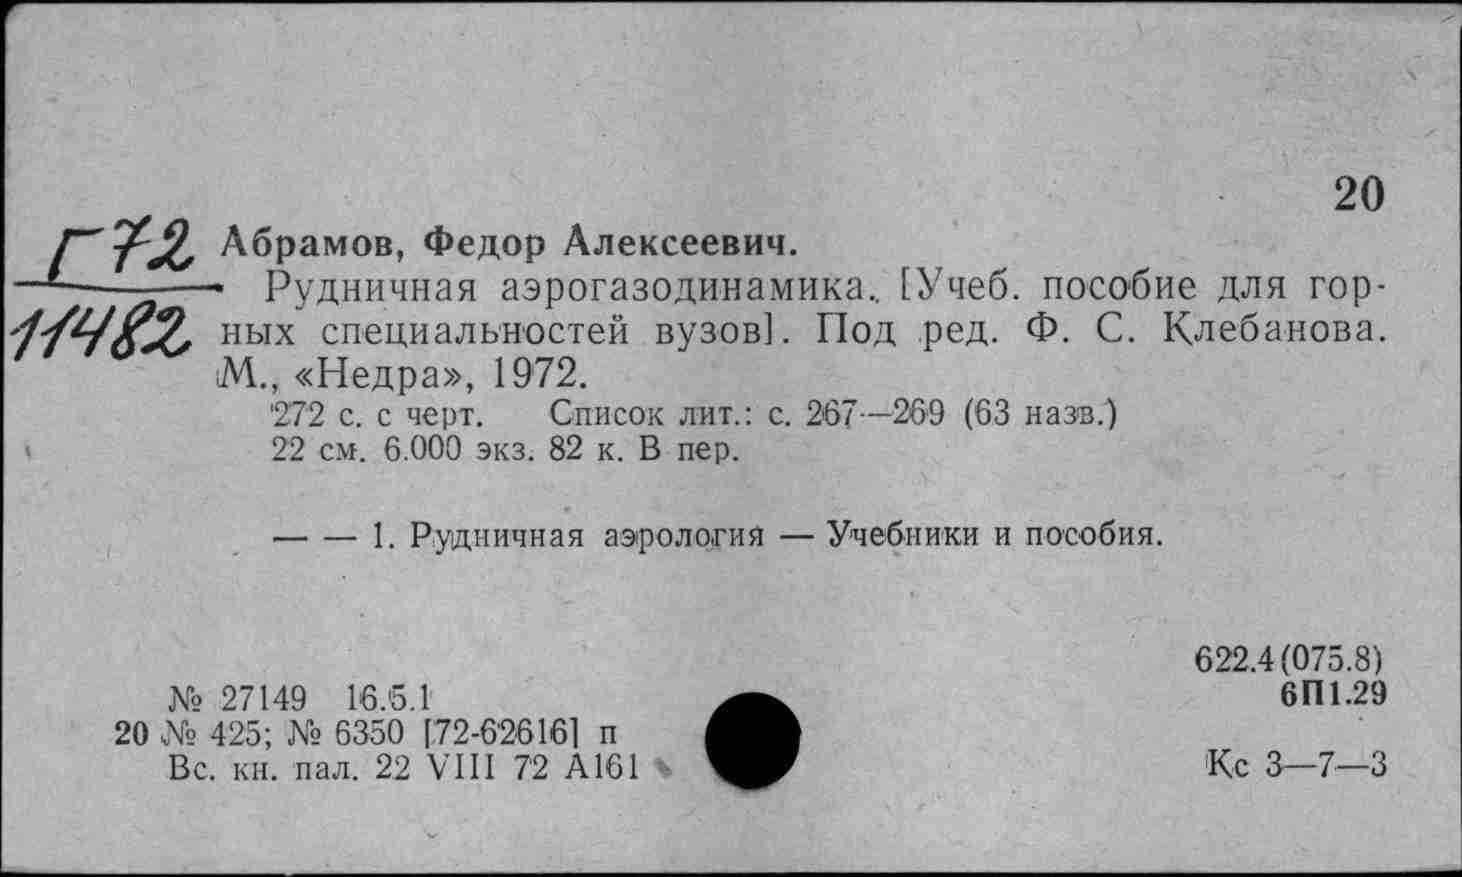 20
Г72
11482
Абрамов, Федор Алексеевич.
Рудничная аэрогазодинамика. [Учеб. пособие для гор-
ных специальностей вузов]. Под ред. Ф. С. Клебанова.
М., «Недра», 1972.
272 с. с черт. Список лит.: с. 267—269 (63 назв.)
22 см. 6.000 экз. 82 к. В пер.
— — 1. Рудничная аэрология — Учебники и пособия.
622.4(075.8)
№ 27149 16.5.1
6П1.29
20 № 425; № 6350 [72-62616] п
Вс. кн. пал. 22 VIII 72 А161
Кс 3—7—3